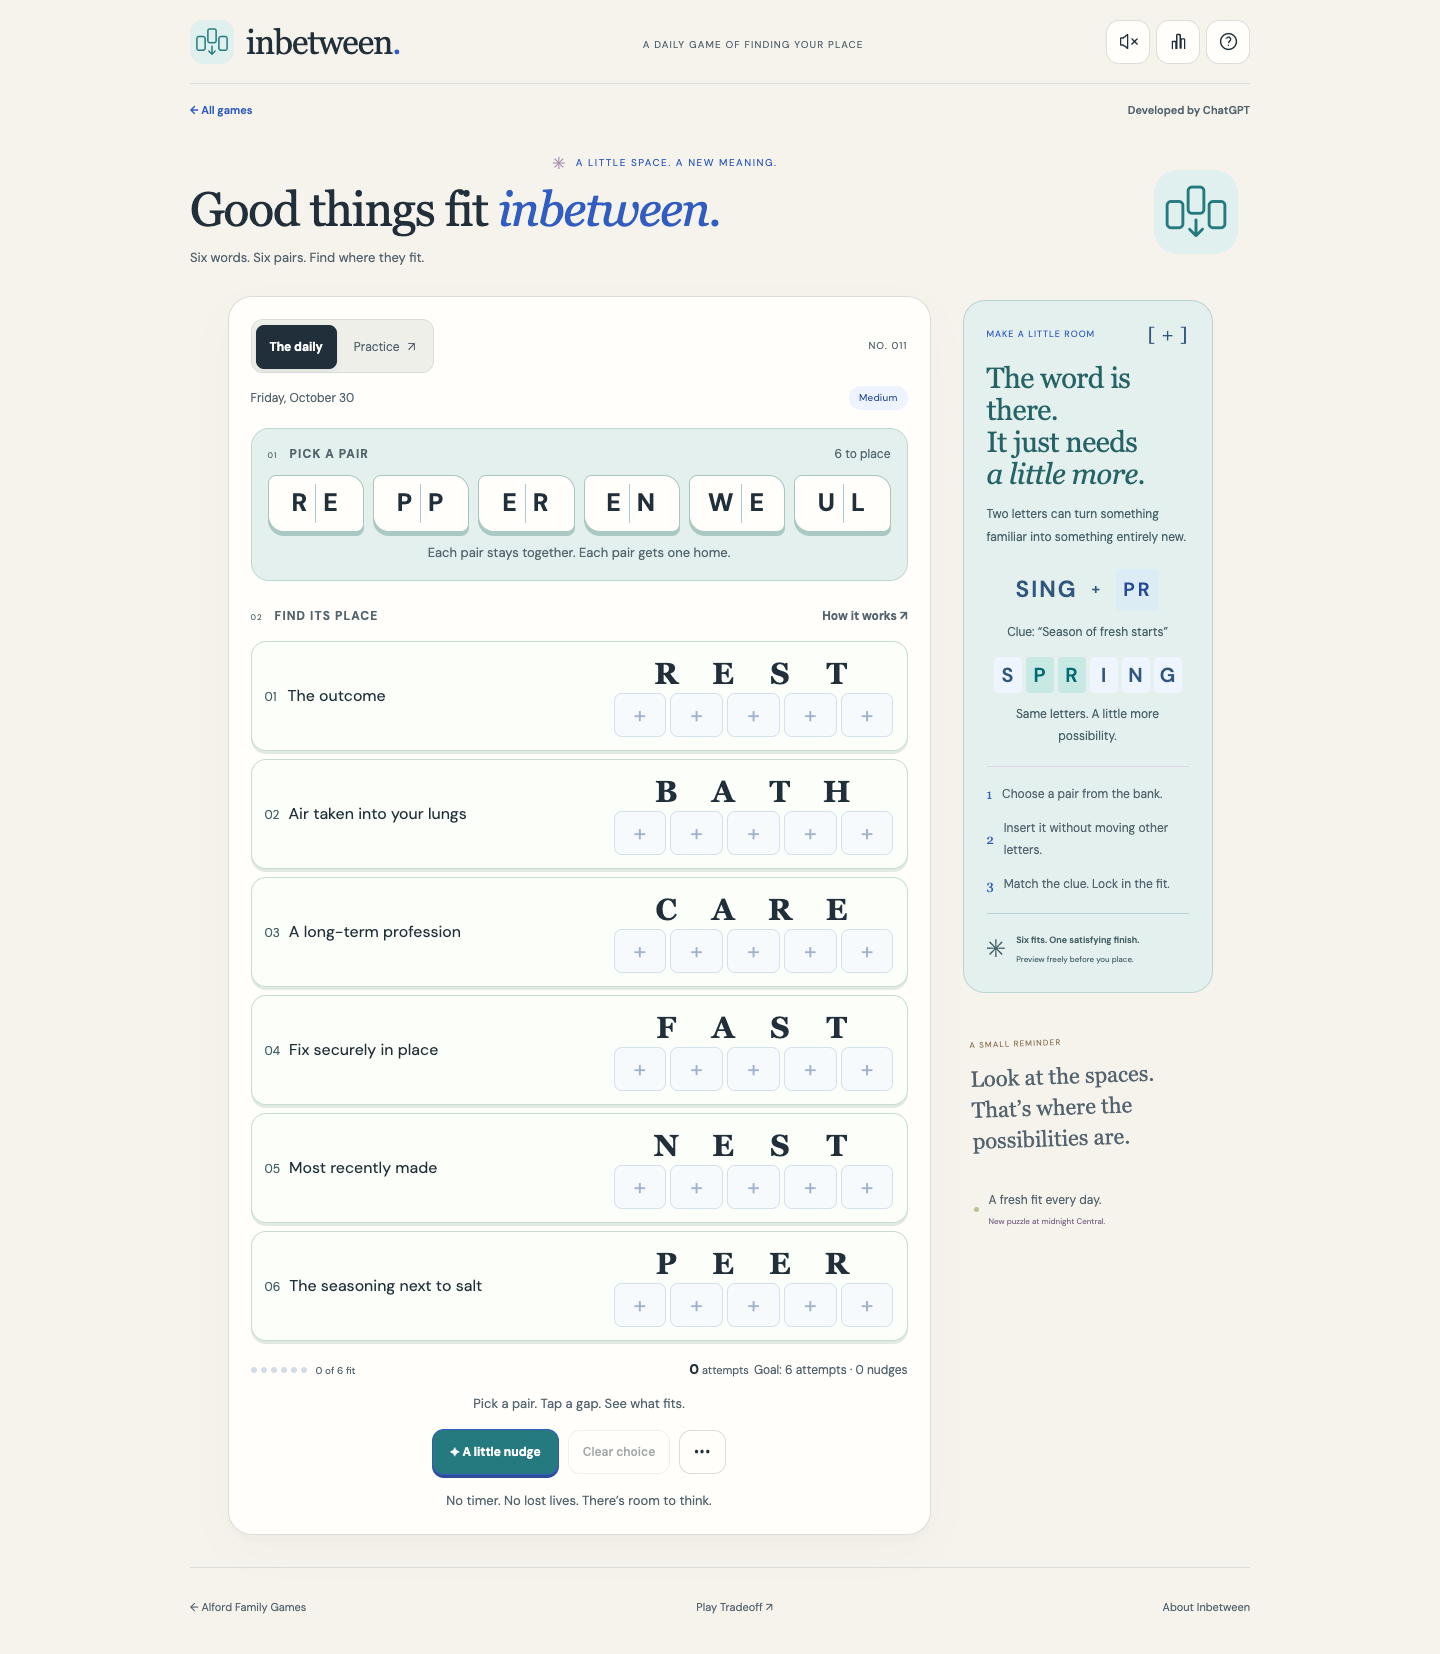 inbetween.
A DAILY GAME OF FINDING YOUR PLACE
← All games
Developed by ChatGPT
A LITTLE SPACE. A NEW MEANING.
Good things fit inbetween.
Six words. Six pairs. Find where they fit.
The daily
Practice ↗
NO. 011
Friday, October 30
Medium
01 PICK A PAIR
6 to place
R E
P P
E R
E N
W E
U L
Each pair stays together. Each pair gets one home.
02 FIND ITS PLACE
How it works ↗
01 The outcome
R E S T
+ + + + +
02 Air taken into your lungs
B A T H
+ + + + +
03 A long-term profession
C A R E
+ + + + +
04 Fix securely in place
F A S T
+ + + + +
05 Most recently made
N E S T
+ + + + +
06 The seasoning next to salt
P E E R
+ + + + +
0 of 6 fit
0 attempts Goal: 6 attempts · 0 nudges
Pick a pair. Tap a gap. See what fits.
✦ A little nudge
Clear choice
•••
No timer. No lost lives. There’s room to think.
MAKE A LITTLE ROOM
[ + ]
The word is
there.
It just needs
a little more.
Two letters can turn something
familiar into something entirely new.
SING + PR
Clue: “Season of fresh starts”
S P R I N G
Same letters. A little more
possibility.
1 Choose a pair from the bank.
2 Insert it without moving other
letters.
3 Match the clue. Lock in the fit.
Six fits. One satisfying finish.
Preview freely before you place.
A SMALL REMINDER
Look at the spaces.
That’s where the
possibilities are.
A fresh fit every day.
New puzzle at midnight Central.
← Alford Family Games
Play Tradeoff ↗
About Inbetween